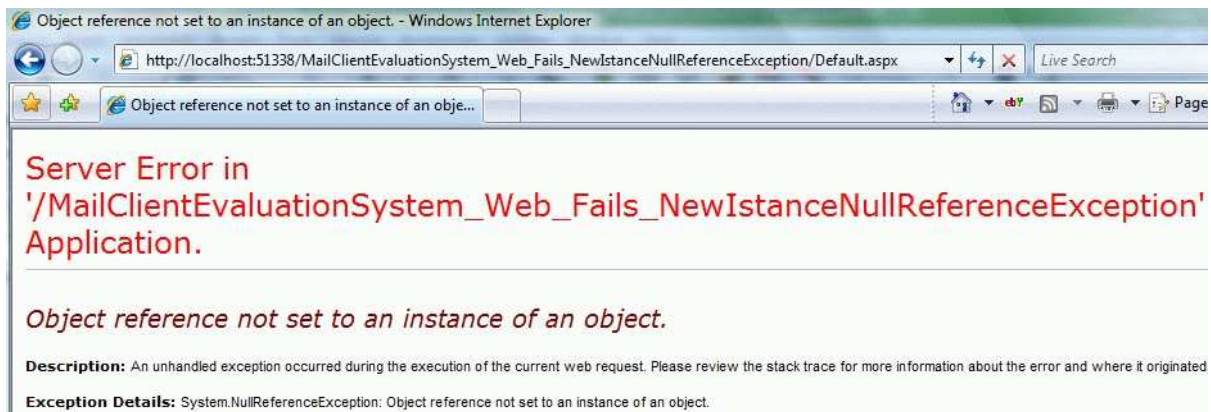 Object reference not set to an instance of an object. - Windows Internet Explorer
http://localhost:51338/MailClientEvaluationSystem_Web_Fails_NewIstanceNullReferenceException/Default.aspx
Live Search
Object reference not set to an instance of an obje...
ebY
Page
Server Error in
'/MailClientEvaluationSystem_Web_Fails_NewIstanceNullReferenceException'
Application.
Object reference not set to an instance of an object.
Description: An unhandled exception occurred during the execution of the current web request. Please review the stack trace for more information about the error and where it originated
Exception Details: System.NullReferenceException: Object reference not set to an instance of an object.